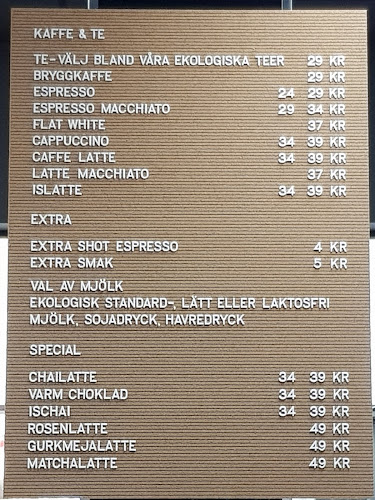 KAFFE & TE
TE-VÄLJ BLAND VÅRA EKOLOGISKA TEER 29 KR
BRYGGKAFFE 29 KR
ESPRESSO 24 29 KR
ESPRESSO MACCHIATO 29 34 KR
FLAT WHITE 37 KR
CAPPUCCINO 34 39 KR
CAFFE LATTE 34 39 KR
LATTE MACCHIATO 37 KR
ISLATTE 34 39 KR
EXTRA
EXTRA SHOT ESPRESSO 4 KR
EXTRA SMAK 5 KR
VAL AV MJÖLK
EKOLOGISK STANDARD-, LÄTT ELLER LAKTOSFRI
MJÖLK, SOJADRYCK, HAVREDRYCK
SPECIAL
CHAILATTE 34 39 KR
VARM CHOKLAD 34 39 KR
ISCHAI 34 39 KR
ROSENLATTE 49 KR
GURKMEJALATTE 49 KR
MATCHALATTE 49 KR